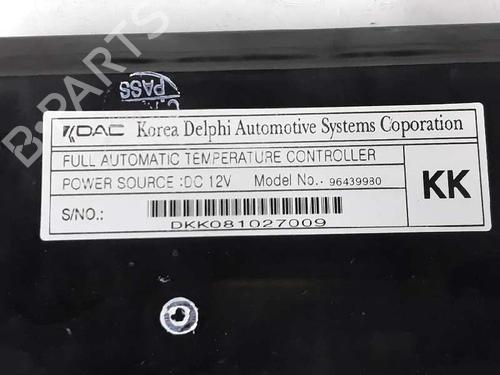 B-PARTS
PASS
KDAC Korea Delphi Automotive Systems Coporation
FULL AUTOMATIC TEMPERATURE CONTROLLER
POWER SOURCE :DC 12V Model No.· 96439980
KK
S/NO.:
DKK081027009